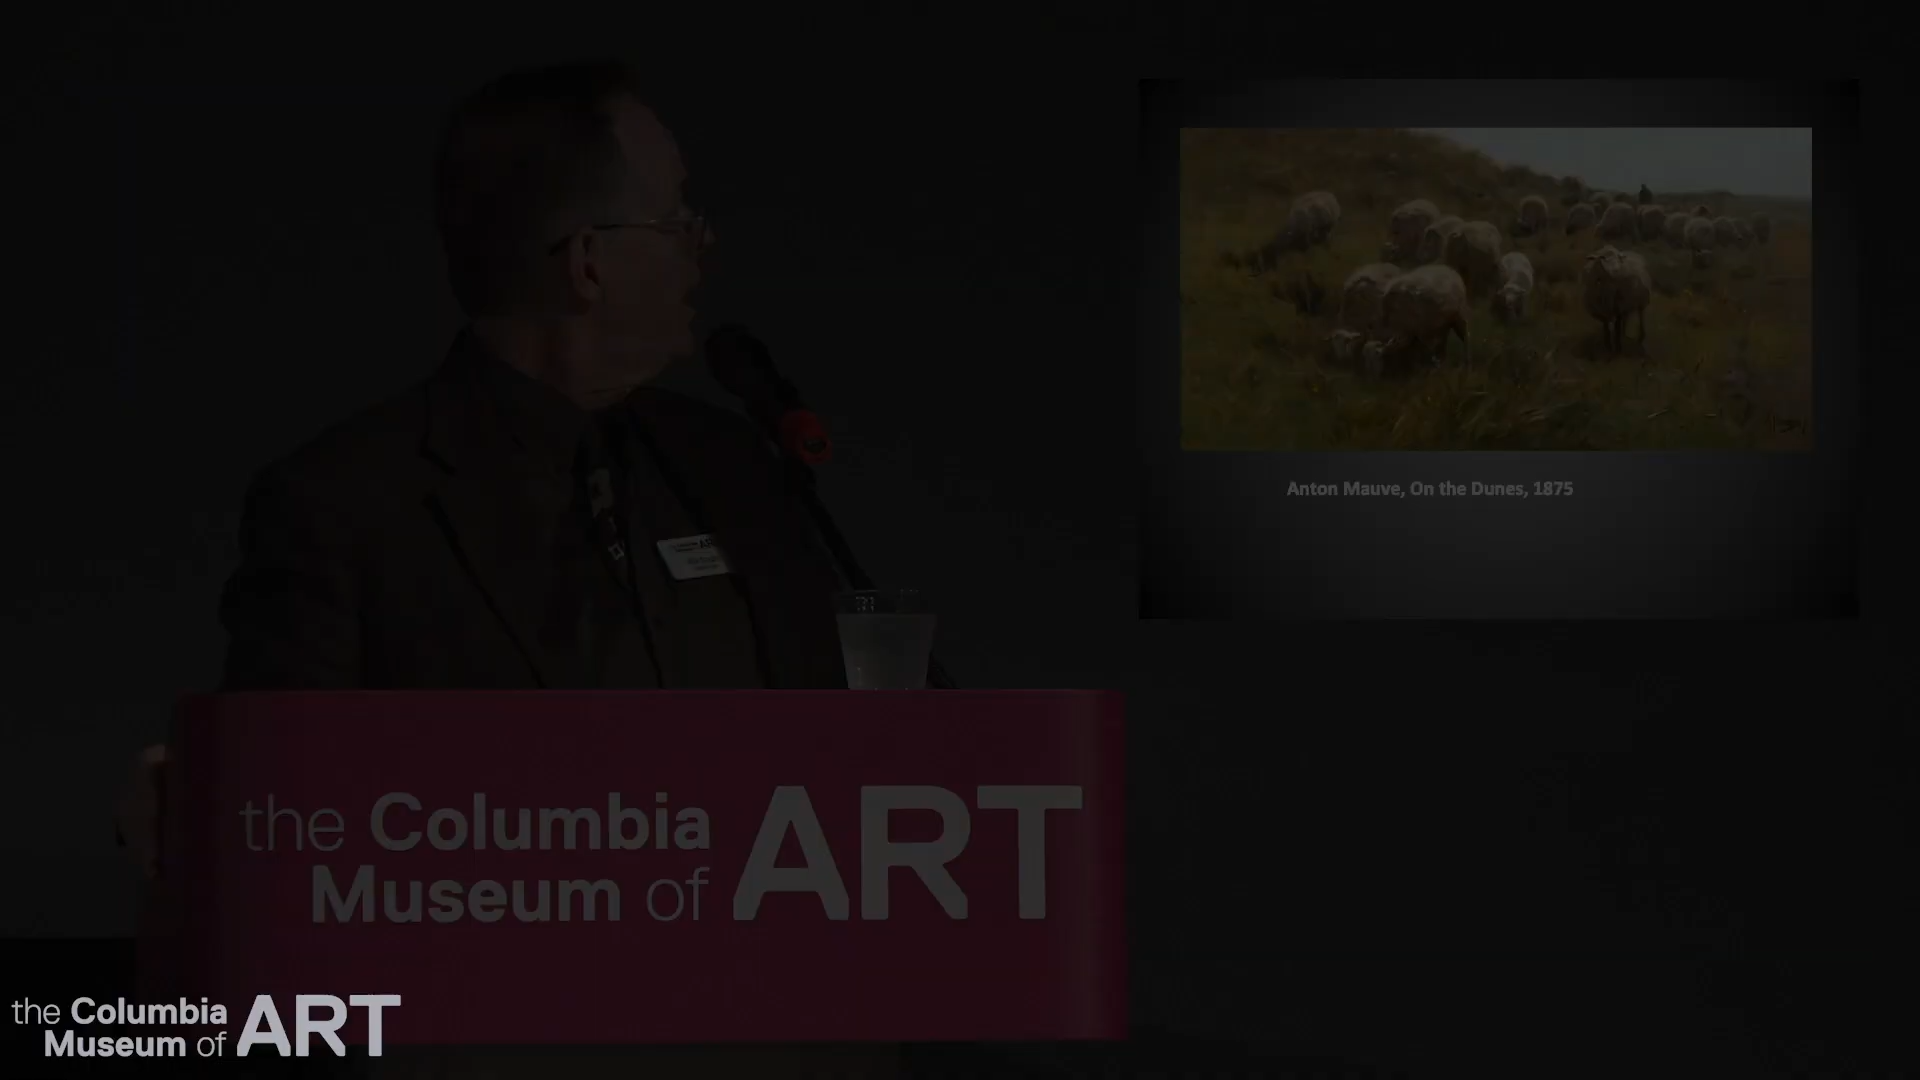 Anton Mauve, On the Dunes, 1875
the Columbia
Museum of ART
the Columbia
Museum of ART